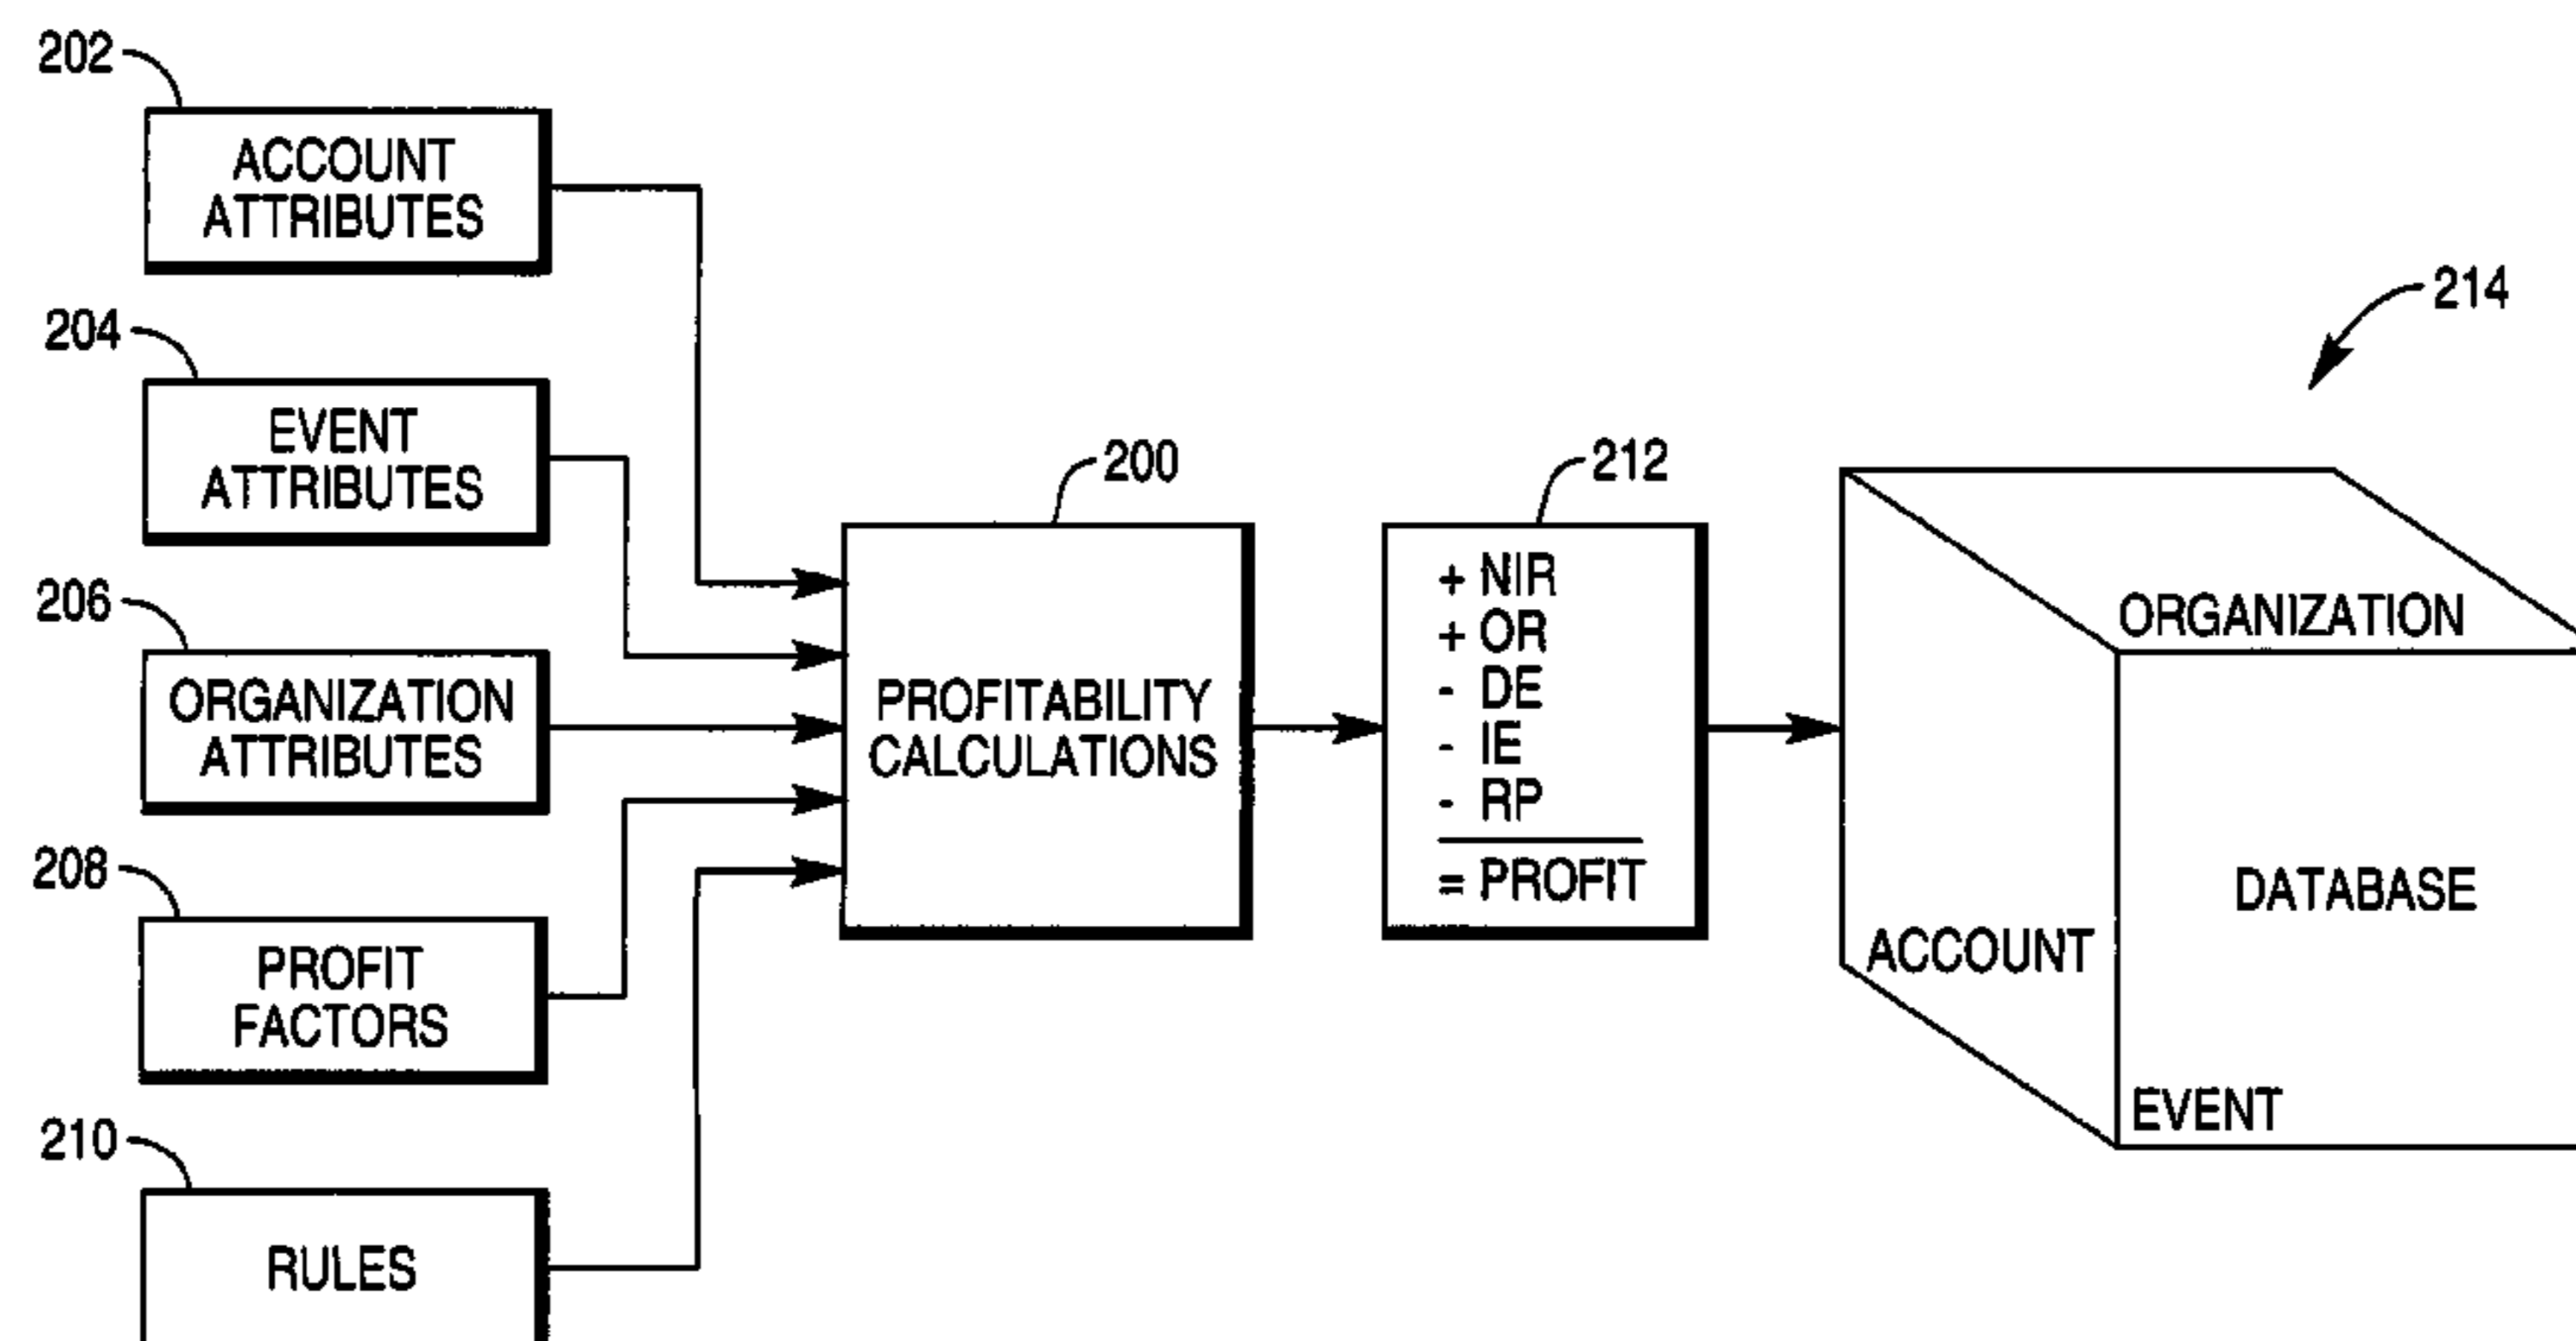 202
ACCOUNT
ATTRIBUTES
204
EVENT
ATTRIBUTES
206
ORGANIZATION
ATTRIBUTES
208
PROFIT
FACTORS
210
RULES
200
PROFITABILITY
CALCULATIONS
212
+ NIR
+ OR
- DE
- IE
- RP
= PROFIT
214
ORGANIZATION
DATABASE
ACCOUNT
EVENT